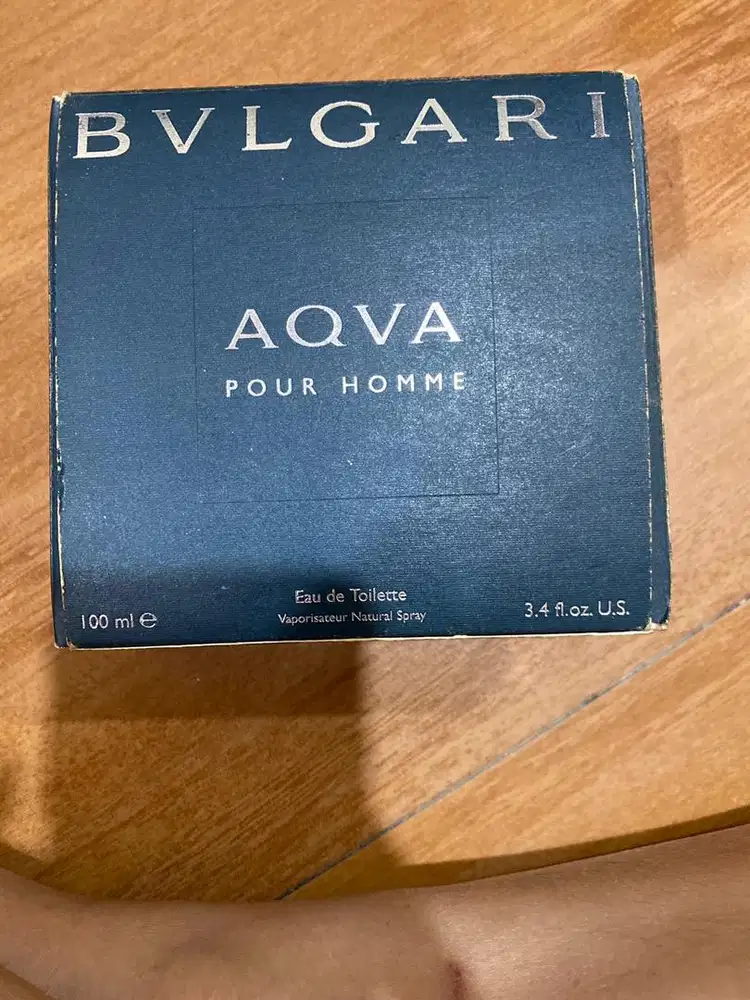 BVLGARI
AQVA
POUR HOMME
Eau de Toilette
100 ml ℮ Vaporisateur Natural Spray 3.4 fl.oz. U.S.